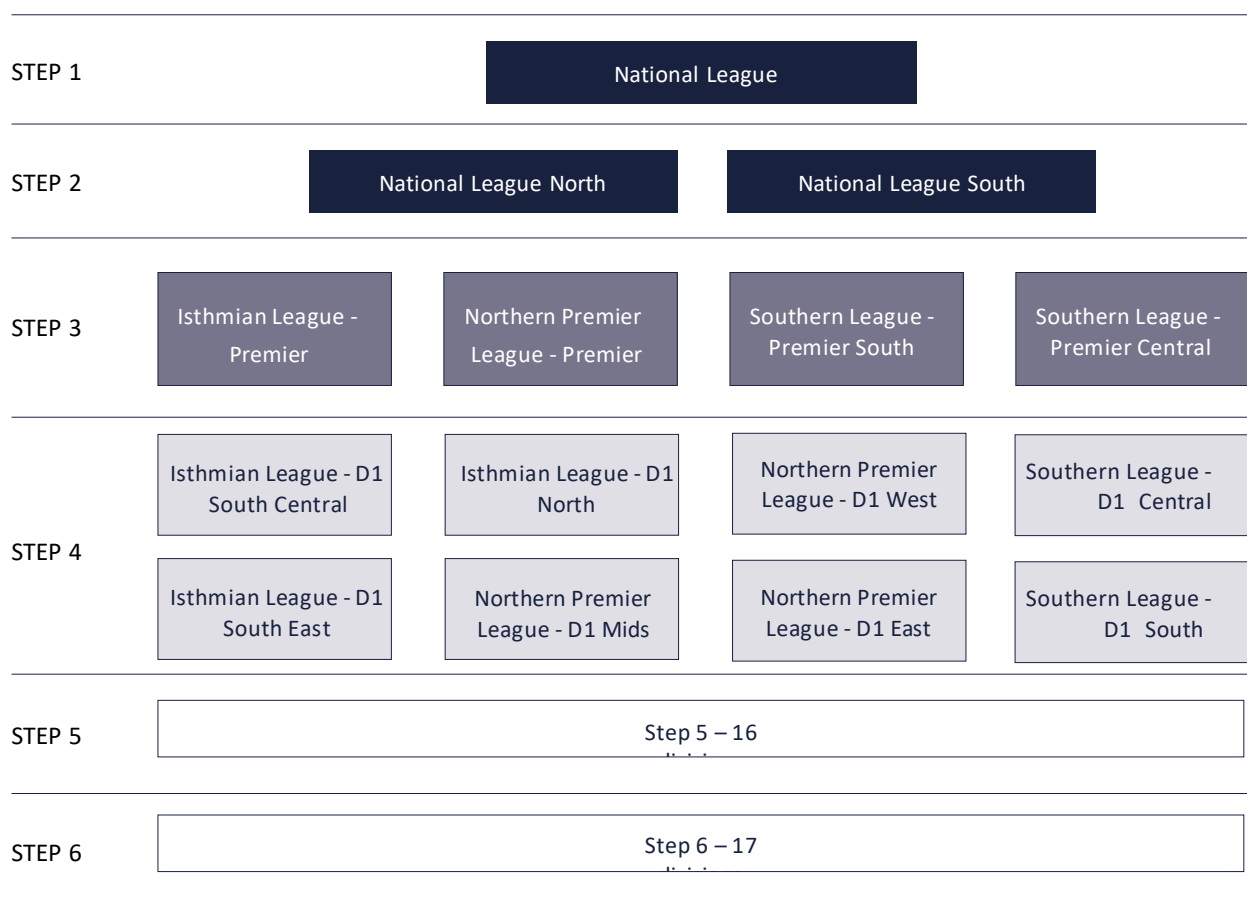 STEP 1
National League
STEP 2
National League North
National League South
STEP 3
Isthmian League -
Premier
Northern Premier
League - Premier
Southern League -
Premier South
Southern League -
Premier Central
STEP 4
Isthmian League - D1
South Central
Isthmian League - D1
North
Northern Premier
League - D1 West
Southern League -
D1 Central
Isthmian League - D1
South East
Northern Premier
League - D1 Mids
Northern Premier
League - D1 East
Southern League -
D1 South
STEP 5
Step 5 – 16
STEP 6
Step 6 – 17